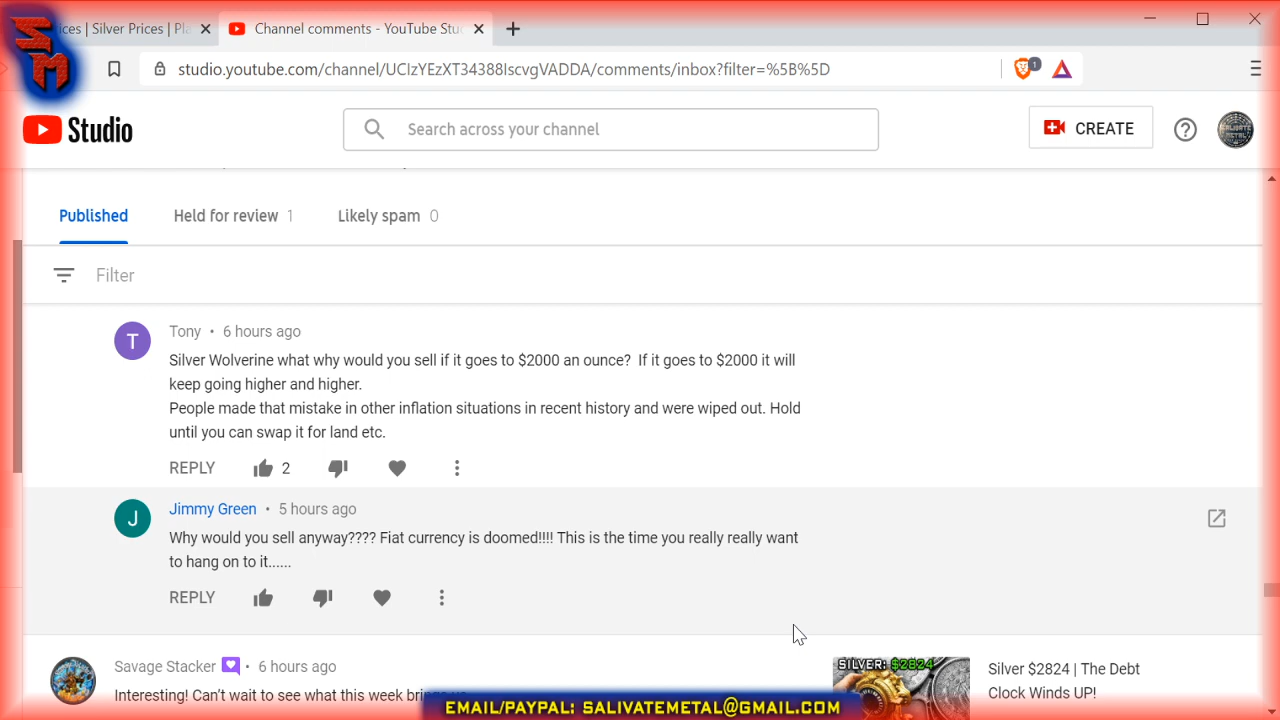 SM
ices | Silver Prices | Pla
Channel comments - YouTube Stu
studio.youtube.com/channel/UCIzYEzXT34388IscvgVADDA/comments/inbox?filter=%5B%5D
1
Studio
Search across your channel
CREATE
Published
Held for review 1
Likely spam 0
Filter
T
Tony • 6 hours ago
Silver Wolverine what why would you sell if it goes to $2000 an ounce? If it goes to $2000 it will
keep going higher and higher.
People made that mistake in other inflation situations in recent history and were wiped out. Hold
until you can swap it for land etc.
REPLY 2
J
Jimmy Green • 5 hours ago
Why would you sell anyway???? Fiat currency is doomed!!!! This is the time you really really want
to hang on to it......
REPLY
Savage Stacker • 6 hours ago
Interesting! Can't wait to see what this week
SILVER: $2824
Silver $2824 | The Debt
Clock Winds UP!
EMAIL/PAYPAL: SALIVATEMETAL@GMAIL.COM